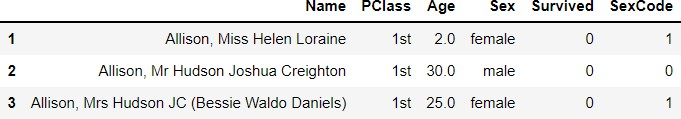 Name PClass Age Sex Survived SexCode
1 Allison, Miss Helen Loraine 1st 2.0 female 0 1
2 Allison, Mr Hudson Joshua Creighton 1st 30.0 male 0 0
3 Allison, Mrs Hudson JC (Bessie Waldo Daniels) 1st 25.0 female 0 1